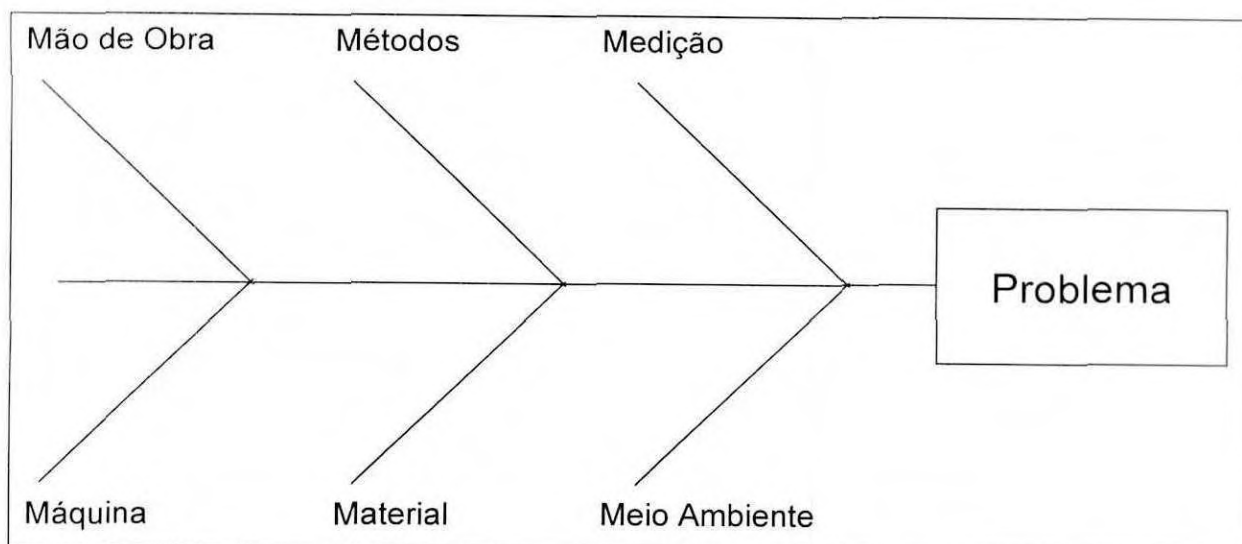 Mão de Obra
Métodos
Medição
Problema
Máquina
Material
Meio Ambiente